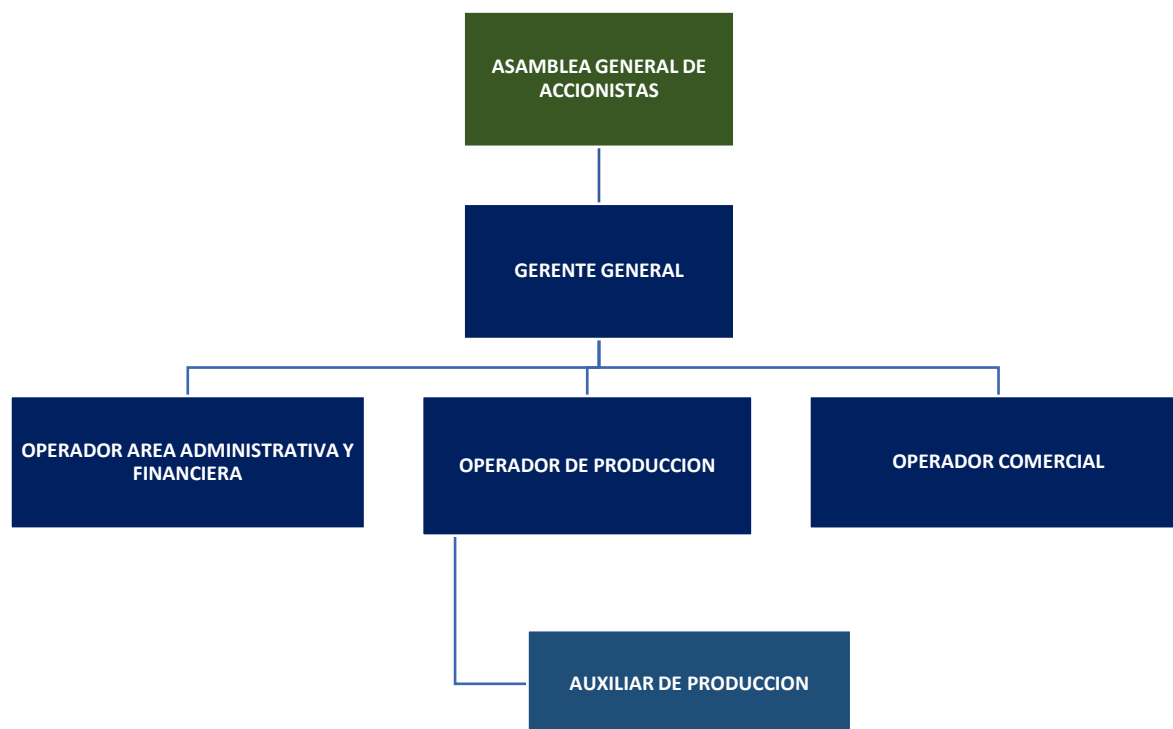 ASAMBLEA GENERAL DE
ACCIONISTAS
GERENTE GENERAL
OPERADOR AREA ADMINISTRATIVA Y
FINANCIERA
OPERADOR DE PRODUCCION
OPERADOR COMERCIAL
AUXILIAR DE PRODUCCION